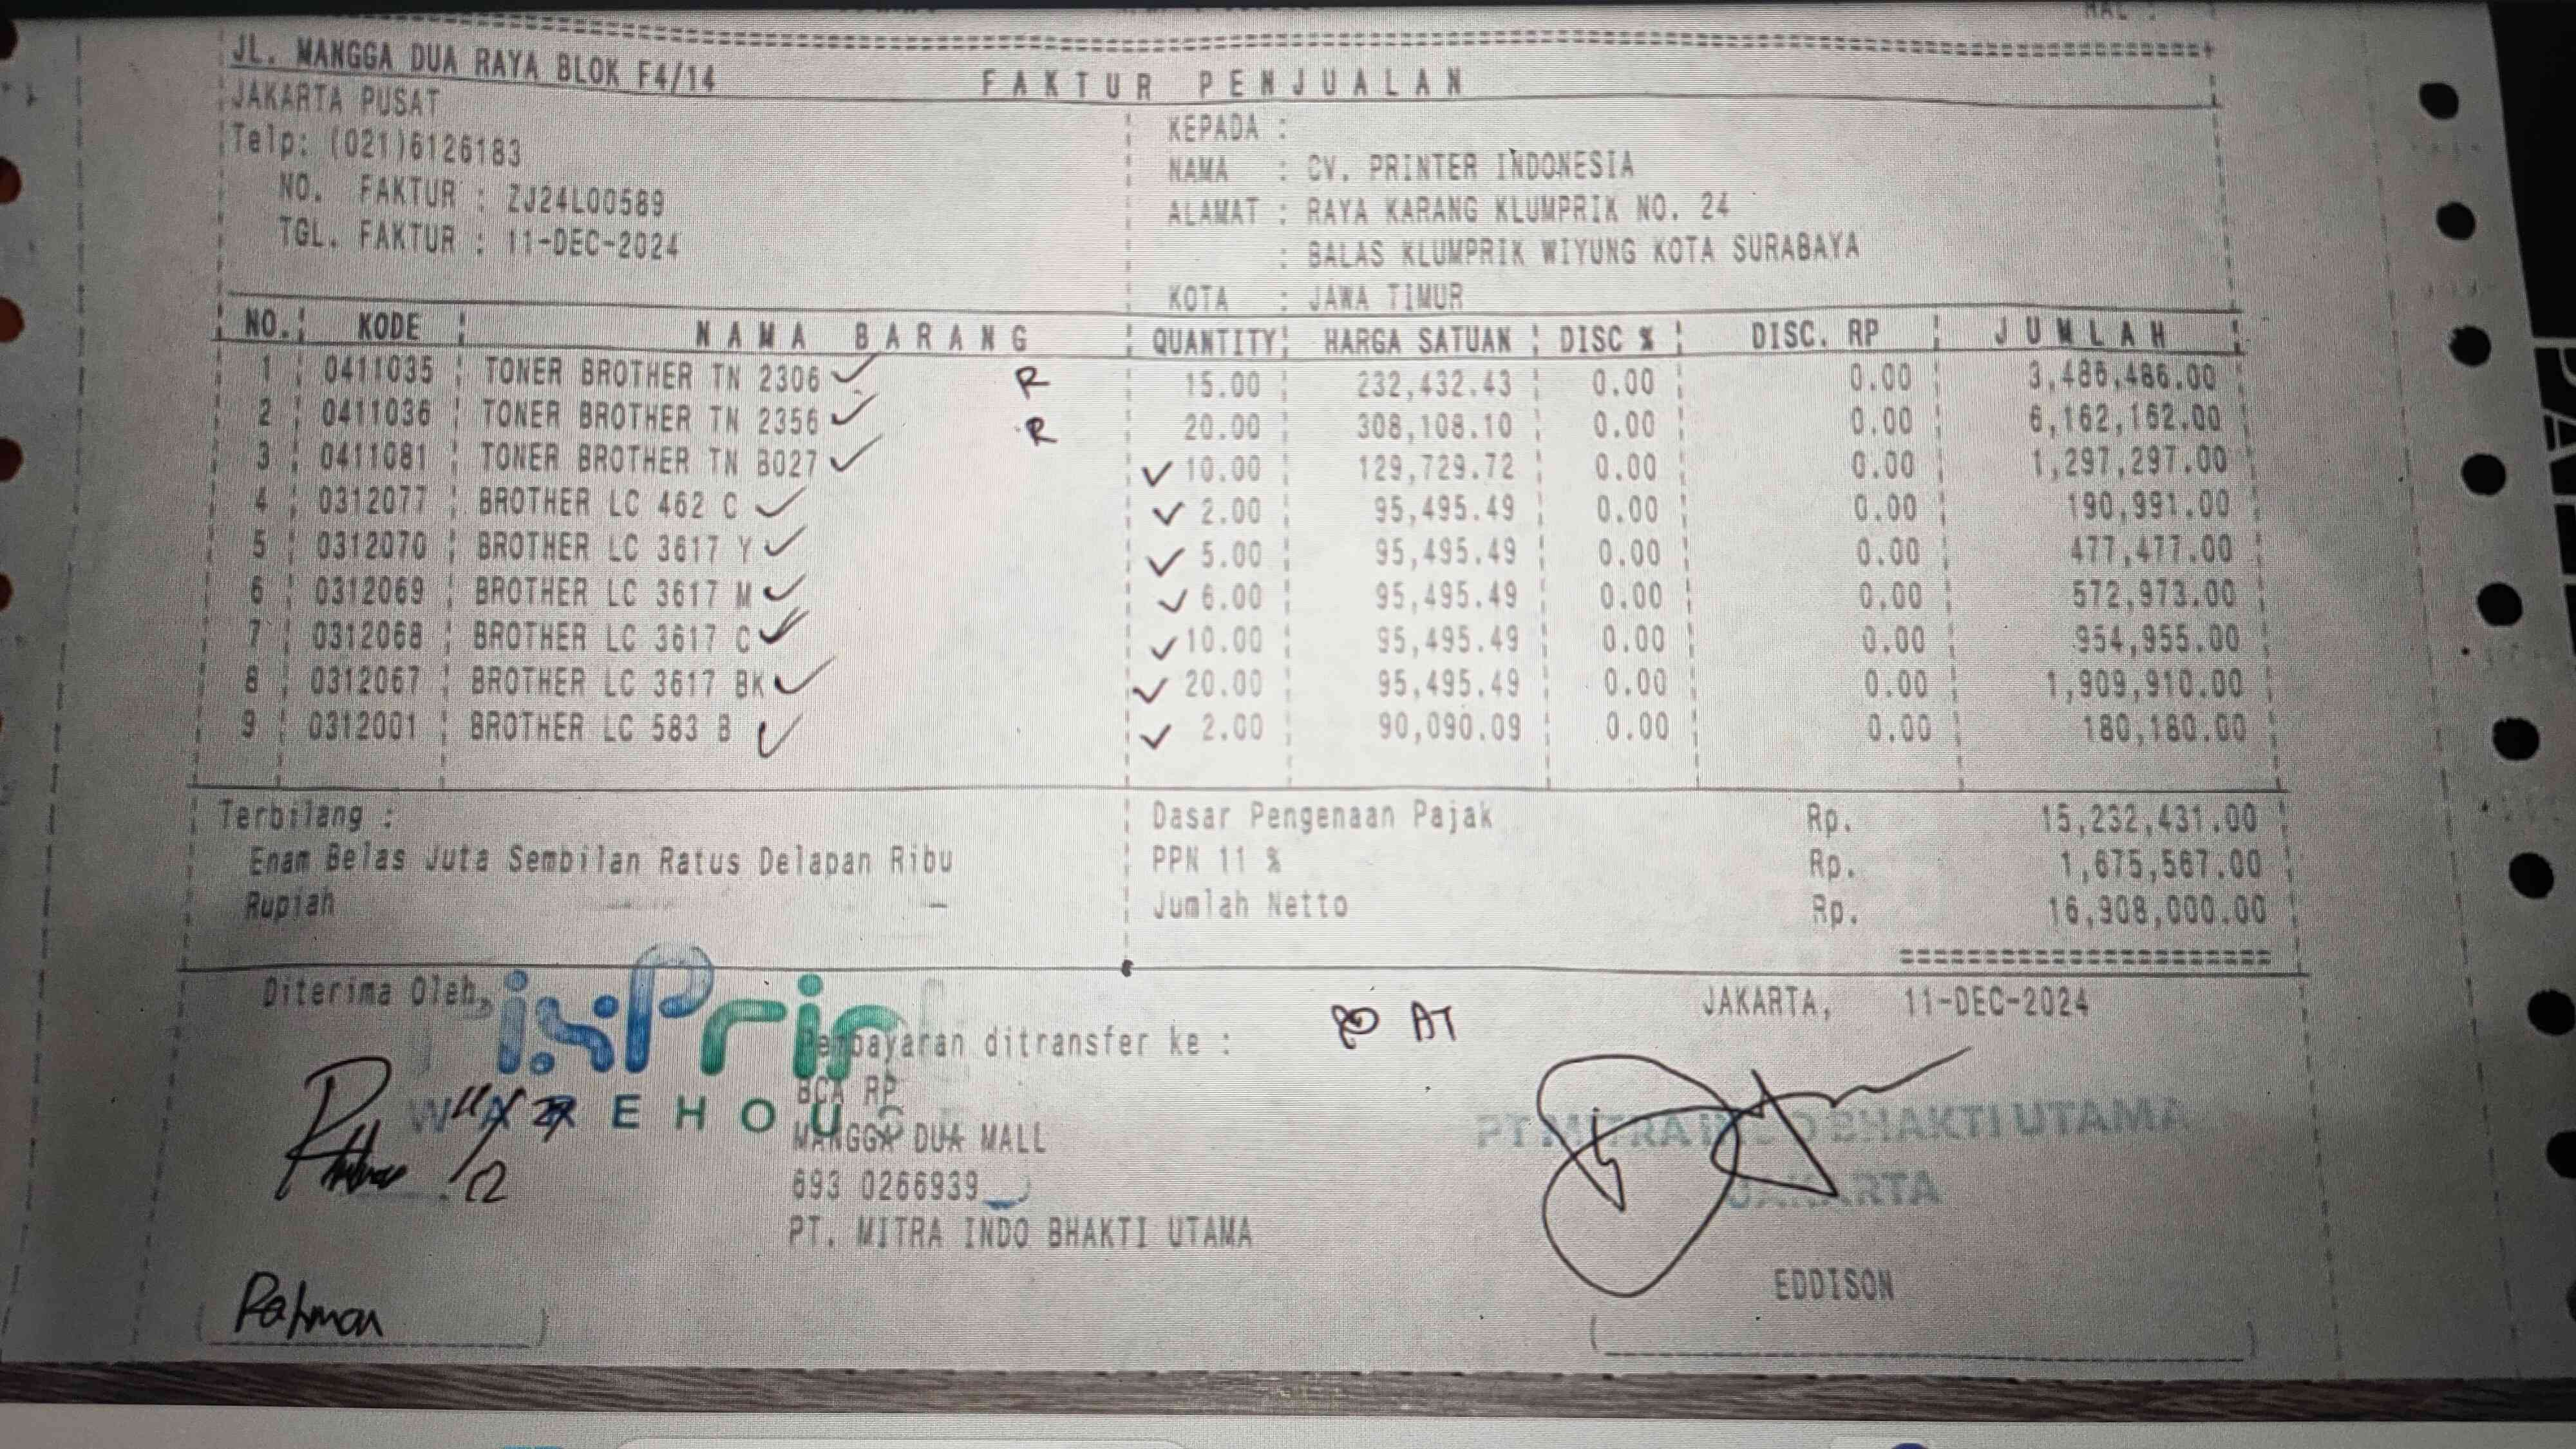 HAL :
JL. MANGGA DUA RAYA BLOK F4/14
FAKTUR PENJUALAN
JAKARTA PUSAT
Telp: (021)6126183
NO. FAKTUR : ZJ24L00589
TGL. FAKTUR : 11-DEC-2024
KEPADA :
NAMA : CV. PRINTER INDONESIA
ALAMAT : RAYA KARANG KLUMPRIK NO. 24
: BALAS KLUMPRIK WIYUNG KOTA SURABAYA
KOTA : JAWA TIMUR
NO. KODE NAMA BARANG QUANTITY HARGA SATUAN DISC % DISC. RP JUMLAH
1 0411035 TONER BROTHER TN 2306 ✓ R 15.00 232,432.43 0.00 0.00 3,486,486.00
2 0411036 TONER BROTHER TN 2356 ✓ R 20.00 308,108.10 0.00 0.00 6,162,162.00
3 0411081 TONER BROTHER TN B027 ✓ ✓ 10.00 129,729.72 0.00 0.00 1,297,297.00
4 0312077 BROTHER LC 462 C ✓ ✓ 2.00 95,495.49 0.00 0.00 190,991.00
5 0312070 BROTHER LC 3617 Y ✓ ✓ 5.00 95,495.49 0.00 0.00 477,477.00
6 0312069 BROTHER LC 3617 M ✓ ✓ 6.00 95,495.49 0.00 0.00 572,973.00
7 0312068 BROTHER LC 3617 C ✓ ✓ 10.00 95,495.49 0.00 0.00 954,955.00
8 0312067 BROTHER LC 3617 BK ✓ ✓ 20.00 95,495.49 0.00 0.00 1,909,910.00
9 0312001 BROTHER LC 583 B ✓ ✓ 2.00 90,090.09 0.00 0.00 180,180.00
Terbilang :
Enam Belas Juta Sembilan Ratus Delapan Ribu
Rupiah
Dasar Pengenaan Pajak Rp. 15,232,431.00
PPN 11 % Rp. 1,675,567.00
Jumlah Netto Rp. 16,908,000.00
Diterima Oleh,
WAREHOUS
Pembayaran ditransfer ke :
BCA RP
MANGGA DUA MALL
693 0266939
PT. MITRA INDO BHAKTI UTAMA
AT
JAKARTA, 11-DEC-2024
PT MITRA INDO BHAKTI UTAMA
JAKARTA
EDDISON
Rahman